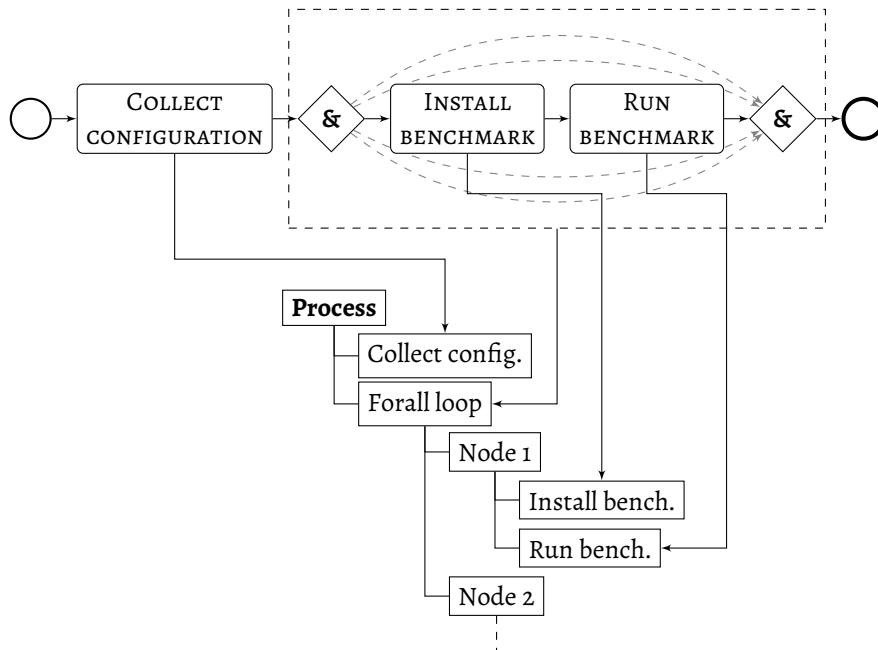 Collect
configuration
&
Install
benchmark
Run
benchmark
&
Process
Collect config.
Forall loop
Node 1
Install bench.
Run bench.
Node 2